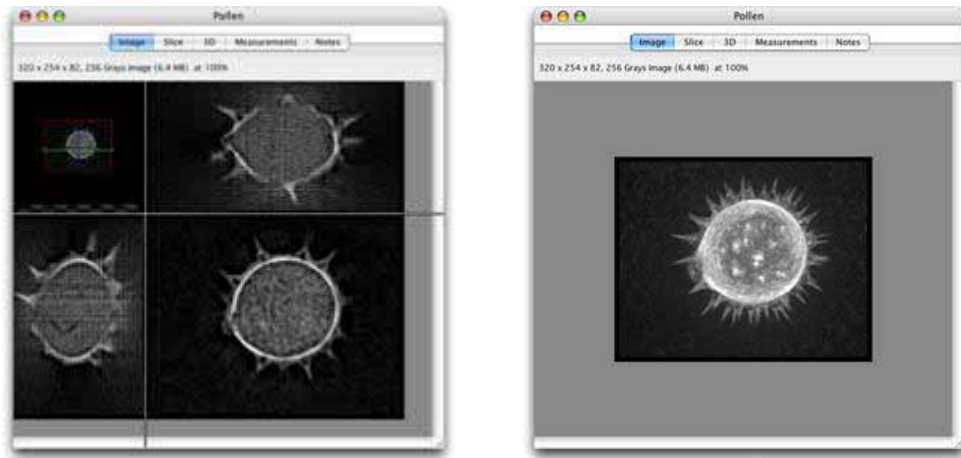 Pollen
Image Slice 3D Measurements Notes
320 x 254 x 82, 256 Grays Image (6.4 MB) at 100%
Pollen
Image Slice 3D Measurements Notes
320 x 254 x 82, 256 Grays Image (6.4 MB) at 100%